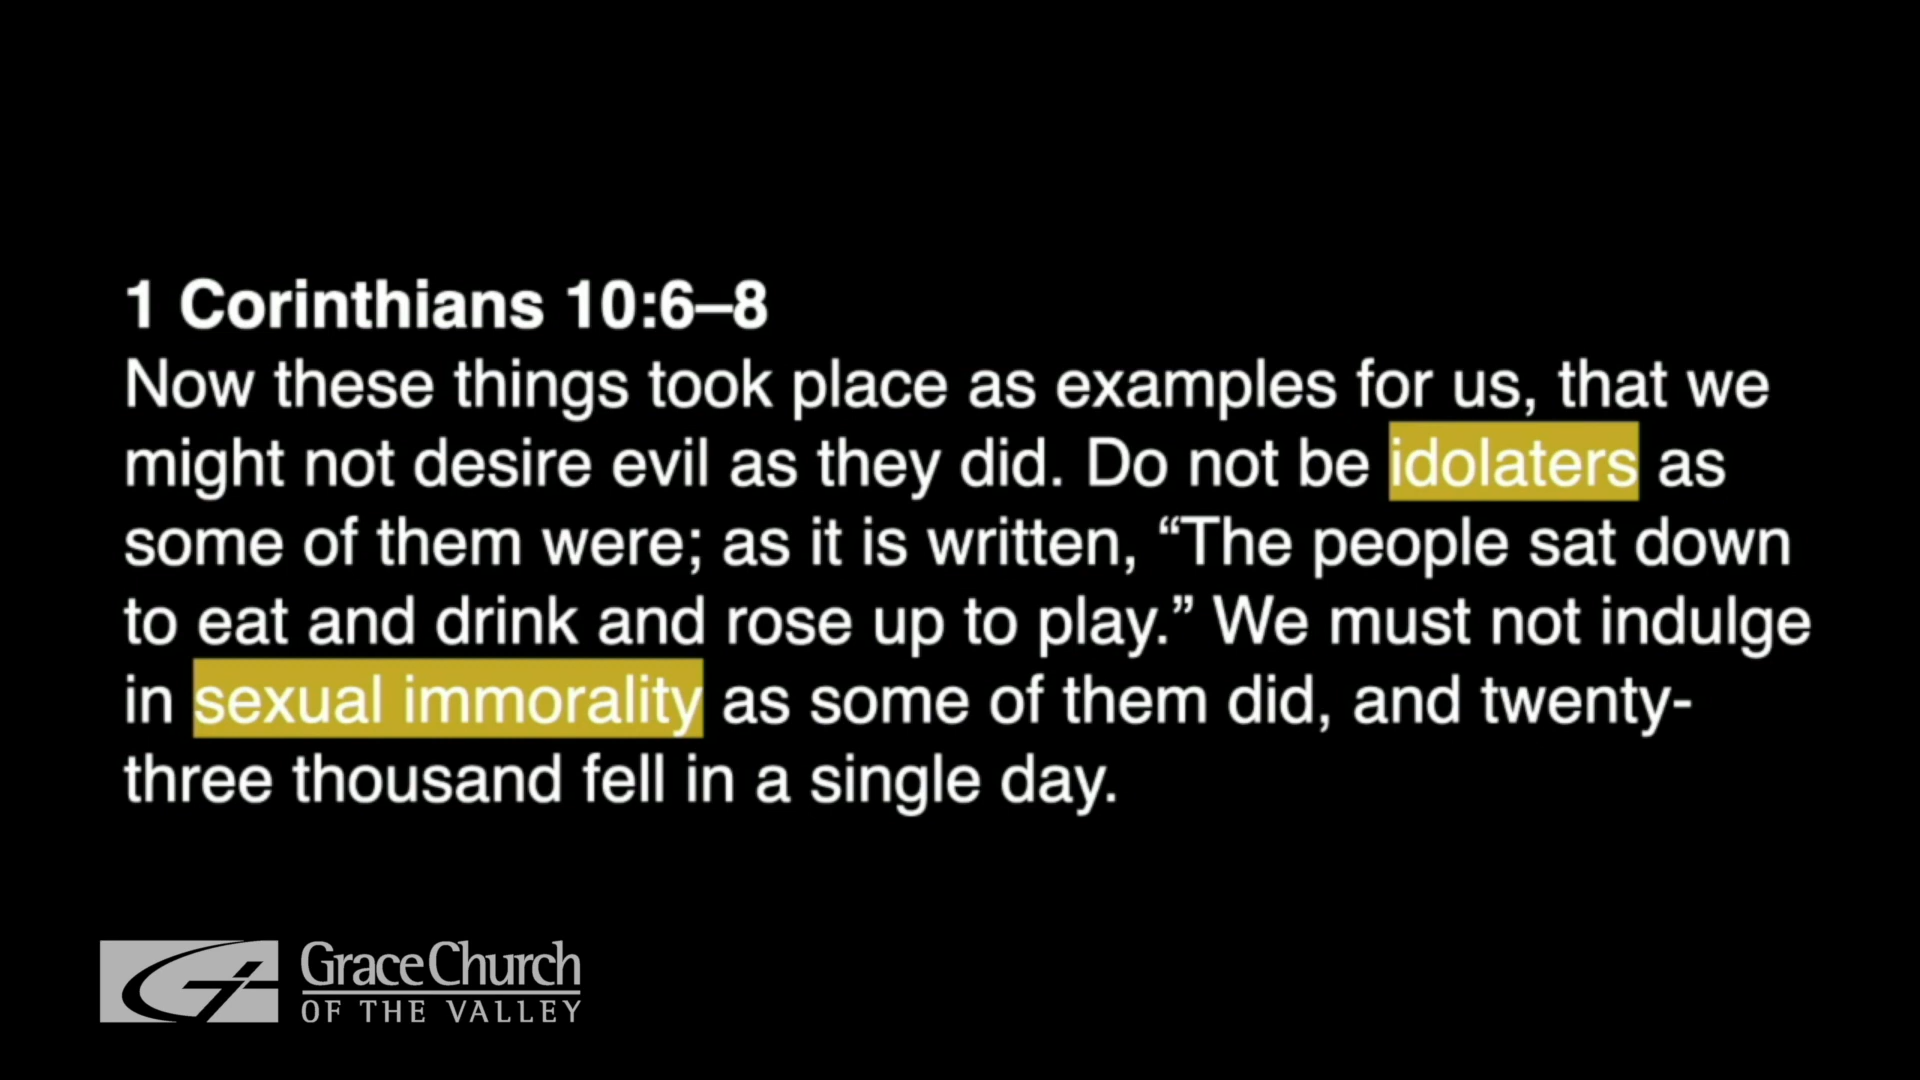 1 Corinthians 10:6–8
Now these things took place as examples for us, that we
might not desire evil as they did. Do not be idolaters as
some of them were; as it is written, “The people sat down
to eat and drink and rose up to play.” We must not indulge
in sexual immorality as some of them did, and twenty-
three thousand fell in a single day.
Grace Church
OF THE VALLEY